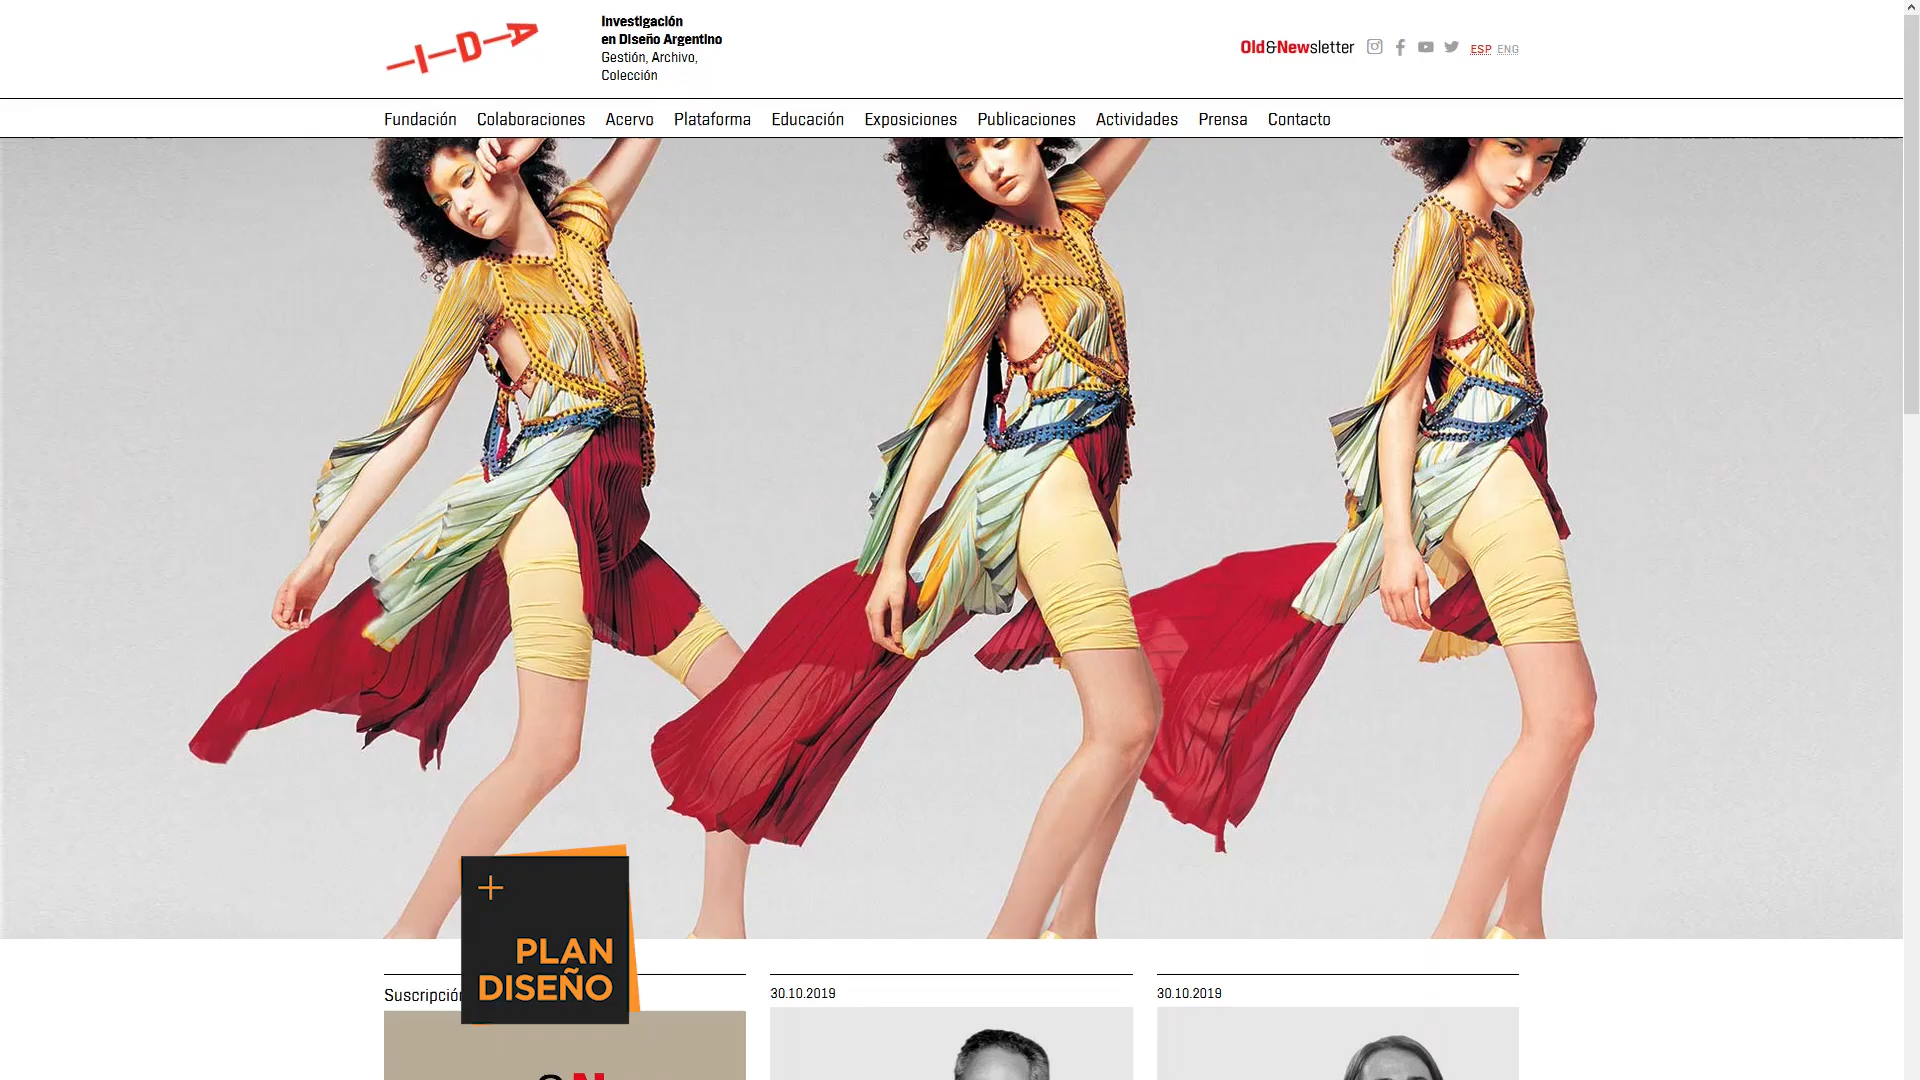 IDA
Investigación
en Diseño Argentino
Gestión, Archivo,
Colección
Old&Newsletter
ESP ENG
Fundación Colaboraciones Acervo Plataforma Educación Exposiciones Publicaciones Actividades Prensa Contacto
+
PLAN
DISEÑO
Suscripción
30.10.2019
30.10.2019